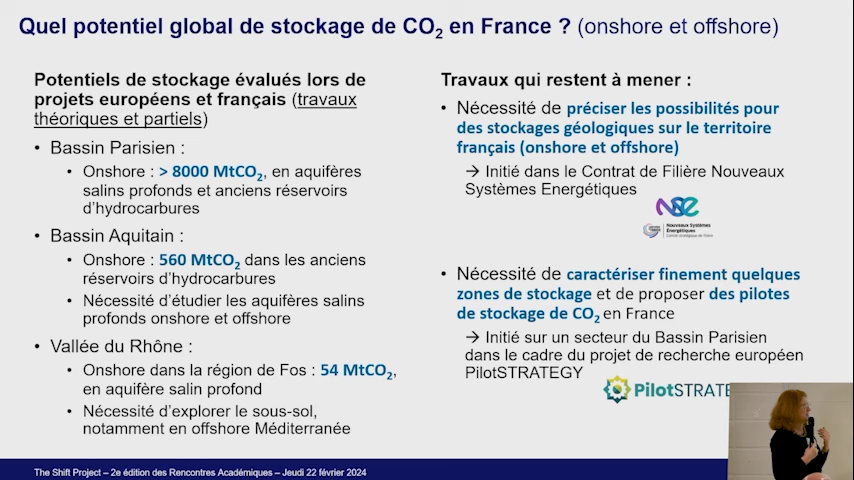 Quel potentiel global de stockage de CO2 en France ? (onshore et offshore)
Potentiels de stockage évalués lors de
projets européens et français (travaux
théoriques et partiels)
• Bassin Parisien :
• Onshore : > 8000 MtCO2, en aquifères
salins profonds et anciens réservoirs
d’hydrocarbures
• Bassin Aquitain :
• Onshore : 560 MtCO2 dans les anciens
réservoirs d’hydrocarbures
• Nécessité d’étudier les aquifères salins
profonds onshore et offshore
• Vallée du Rhône :
• Onshore dans la région de Fos : 54 MtCO2,
en aquifère salin profond
• Nécessité d’explorer le sous-sol,
notamment en offshore Méditerranée
Travaux qui restent à mener :
• Nécessité de préciser les possibilités pour
des stockages géologiques sur le territoire
français (onshore et offshore)
→ Initié dans le Contrat de Filière Nouveaux
Systèmes Energétiques
nse
Nouveaux Systèmes
Energétiques
• Nécessité de caractériser finement quelques
zones de stockage et de proposer des pilotes
de stockage de CO2 en France
→ Initié sur un secteur du Bassin Parisien
dans le cadre du projet de recherche européen
PilotSTRATEGY
PilotSTRATE
The Shift Project – 2e édition des Rencontres Académiques – Jeudi 22 février 2024